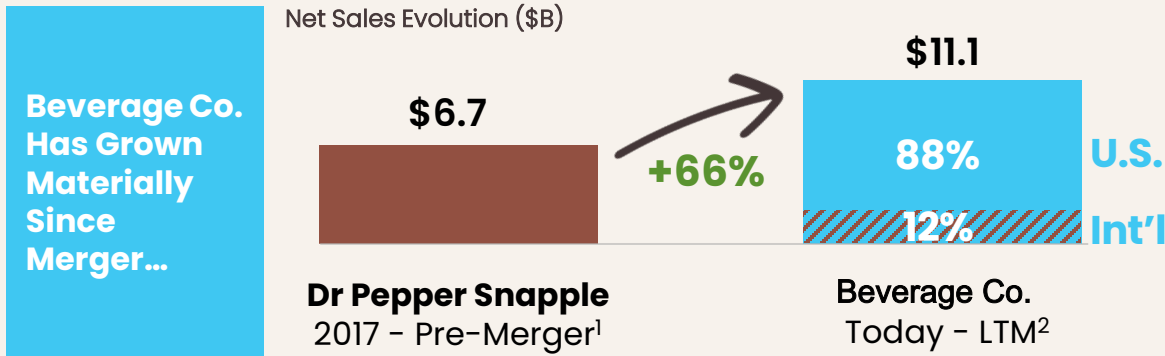 Net Sales Evolution ($B)
Beverage Co.
Has Grown
Materially
Since
Merger…
$6.7
+66%
$11.1
88%
U.S.
12%
Int’l
Dr Pepper Snapple
2017 - Pre-Merger¹
Beverage Co.
Today - LTM²